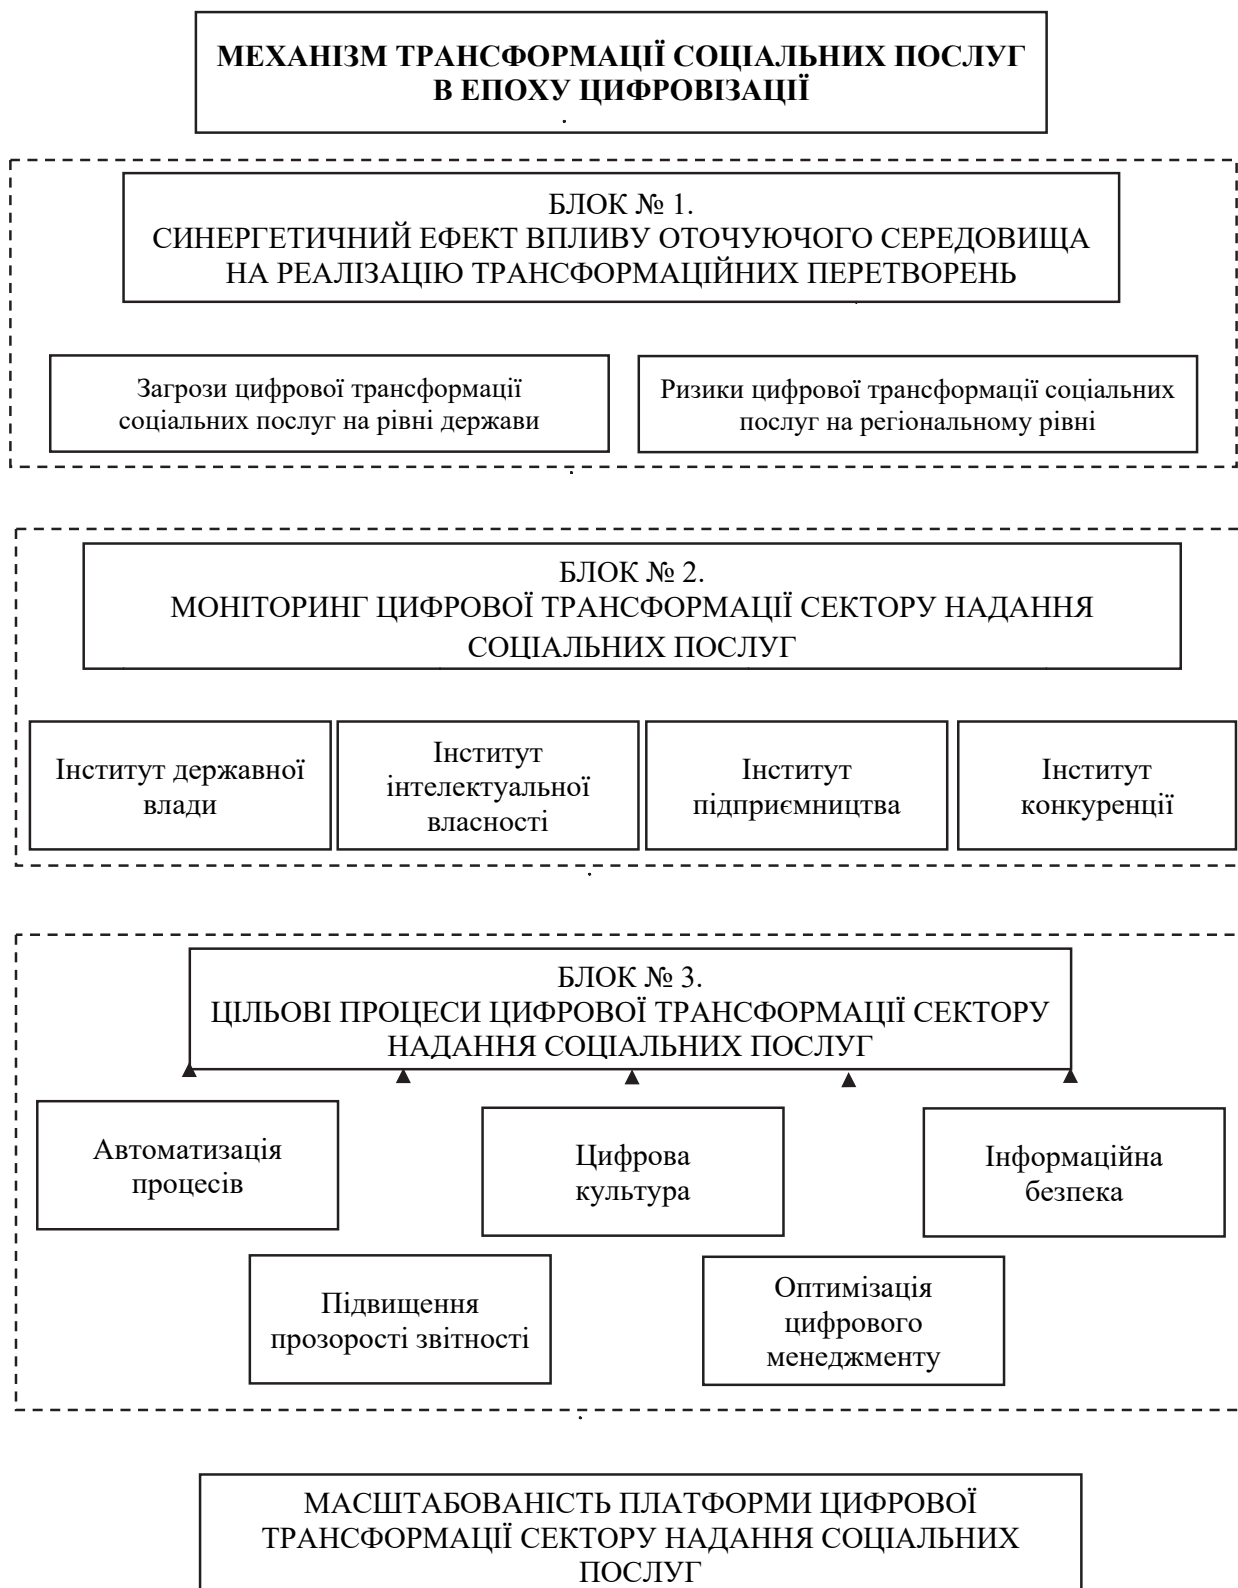 МЕХАНІЗМ ТРАНСФОРМАЦІЇ СОЦІАЛЬНИХ ПОСЛУГ
В ЕПОХУ ЦИФРОВІЗАЦІЇ
БЛОК № 1.
СИНЕРГЕТИЧНИЙ ЕФЕКТ ВПЛИВУ ОТОЧУЮЧОГО СЕРЕДОВИЩА
НА РЕАЛІЗАЦІЮ ТРАНСФОРМАЦІЙНИХ ПЕРЕТВОРЕНЬ
Загрози цифрової трансформації
соціальних послуг на рівні держави
Ризики цифрової трансформації соціальних
послуг на регіональному рівні
БЛОК № 2.
МОНІТОРИНГ ЦИФРОВОЇ ТРАНСФОРМАЦІЇ СЕКТОРУ НАДАННЯ
СОЦІАЛЬНИХ ПОСЛУГ
Інститут державної
влади
Інститут
інтелектуальної
власності
Інститут
підприємництва
Інститут
конкуренції
БЛОК № 3.
ЦІЛЬОВІ ПРОЦЕСИ ЦИФРОВОЇ ТРАНСФОРМАЦІЇ СЕКТОРУ
НАДАННЯ СОЦІАЛЬНИХ ПОСЛУГ
Автоматизація
процесів
Цифрова
культура
Інформаційна
безпека
Підвищення
прозорості звітності
Оптимізація
цифрового
менеджменту
МАСШТАБОВАНІСТЬ ПЛАТФОРМИ ЦИФРОВОЇ
ТРАНСФОРМАЦІЇ СЕКТОРУ НАДАННЯ СОЦІАЛЬНИХ
ПОСЛУГ